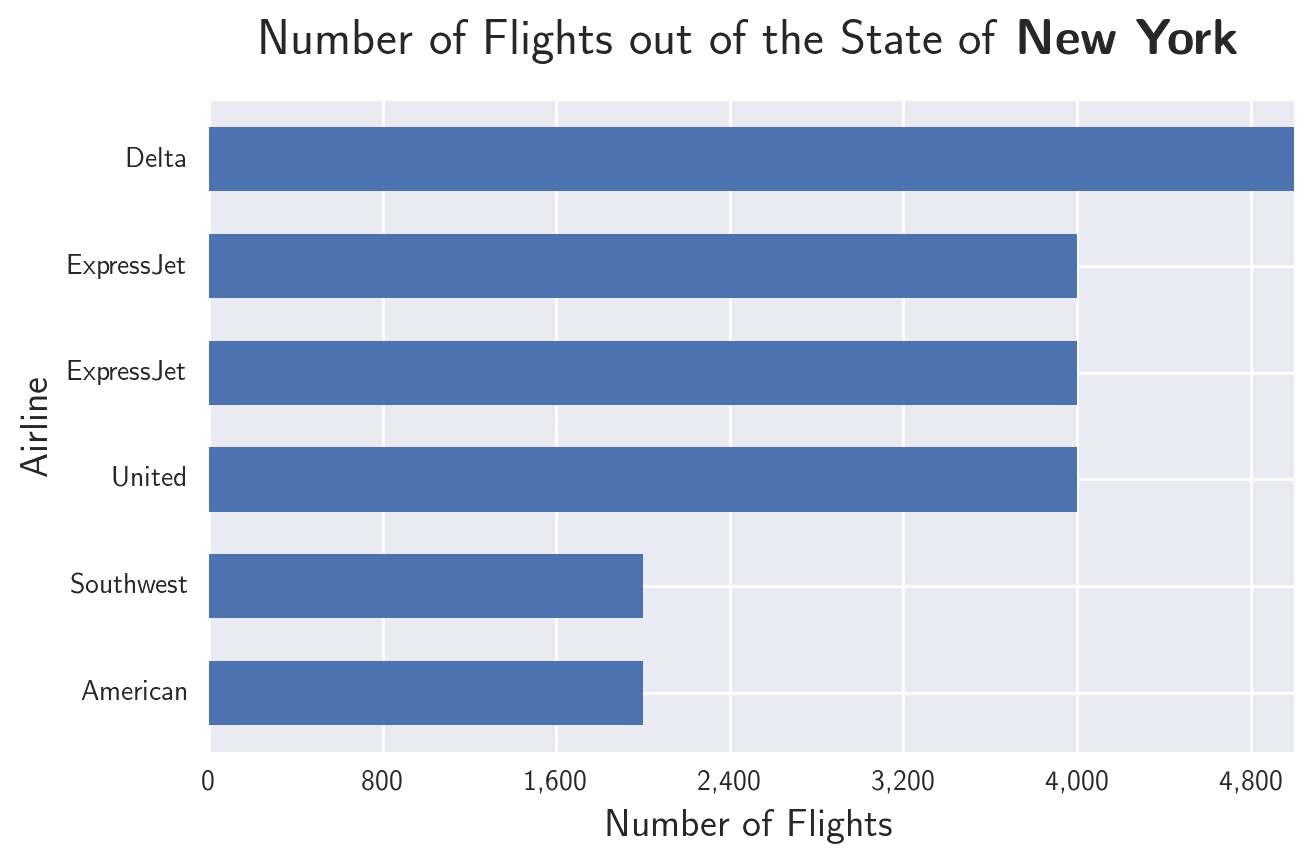 Number of Flights out of the State of New York
Delta
ExpressJet
ExpressJet
United
Southwest
American
Airline
0 800 1,600 2,400 3,200 4,000 4,800
Number of Flights